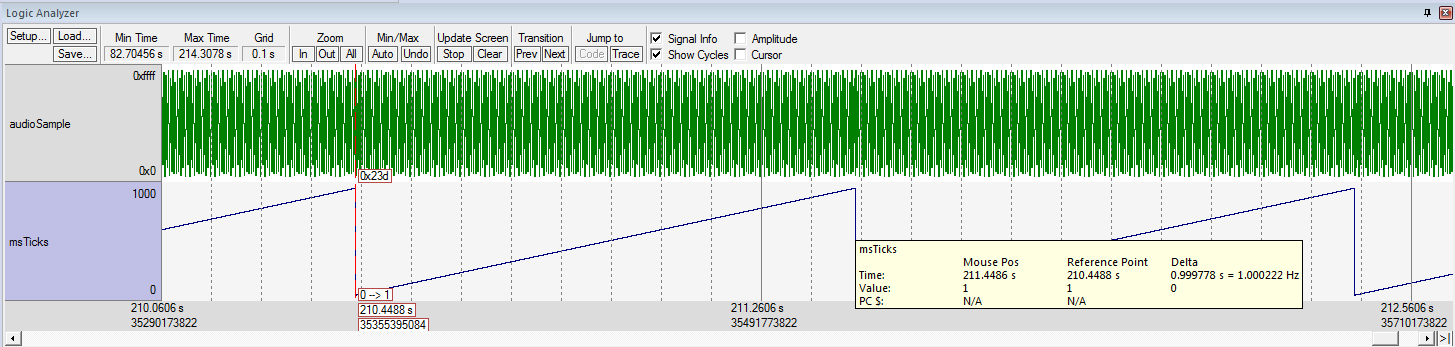 Logic Analyzer
Setup... Load... Min Time Max Time Grid Zoom Min/Max Update Screen Transition Jump to Signal Info Amplitude
Save... 82.70456 s 214.3078 s 0.1 s In Out All Auto Undo Stop Clear Prev Next Code Trace Show Cycles Cursor
0xffff
audioSample
0x0
0x23d
1000
msTicks
0
0 --> 1
msTicks
Mouse Pos Reference Point Delta
Time: 211.4486 s 210.4488 s 0.999778 s = 1.000222 Hz
Value: 1 1 0
PC $: N/A N/A
210.0606 s 210.4488 s 211.2606 s 212.5606 s
35290173822 35355395084 35491773822 35710173822
>|